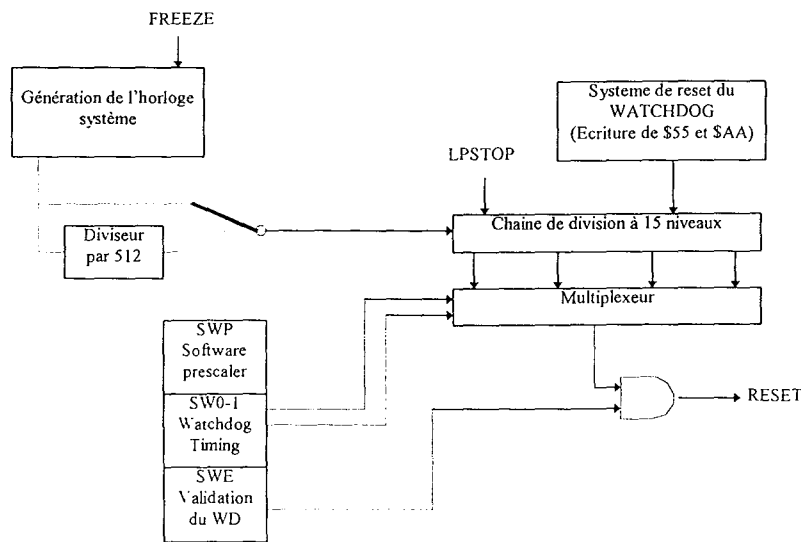 FREEZE
Génération de l'horloge
système
Systeme de reset du
WATCHDOG
(Ecriture de $55 et $AA)
LPSTOP
Diviseur
par 512
Chaine de division à 15 niveaux
Multiplexeur
SWP
Software
prescaler
SW0-1
Watchdog
Timing
SWE
Validation
du WD
RESET